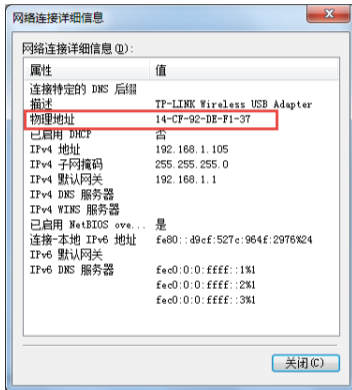 网络连接详细信息
网络连接详细信息(D):
属性 值
连接特定的 DNS 后缀
描述 TP-LINK Wireless USB Adapter
物理地址 14-CF-92-DE-F1-37
已启用 DHCP 否
IPv4 地址 192.168.1.105
IPv4 子网掩码 255.255.255.0
IPv4 默认网关 192.168.1.1
IPv4 DNS 服务器
IPv4 WINS 服务器
已启用 NetBIOS ove... 是
连接-本地 IPv6 地址 fe80::d9cf:527c:964f:2976%24
IPv6 默认网关
IPv6 DNS 服务器 fec0:0:0:ffff::1%1
fec0:0:0:ffff::2%1
fec0:0:0:ffff::3%1
关闭(C)